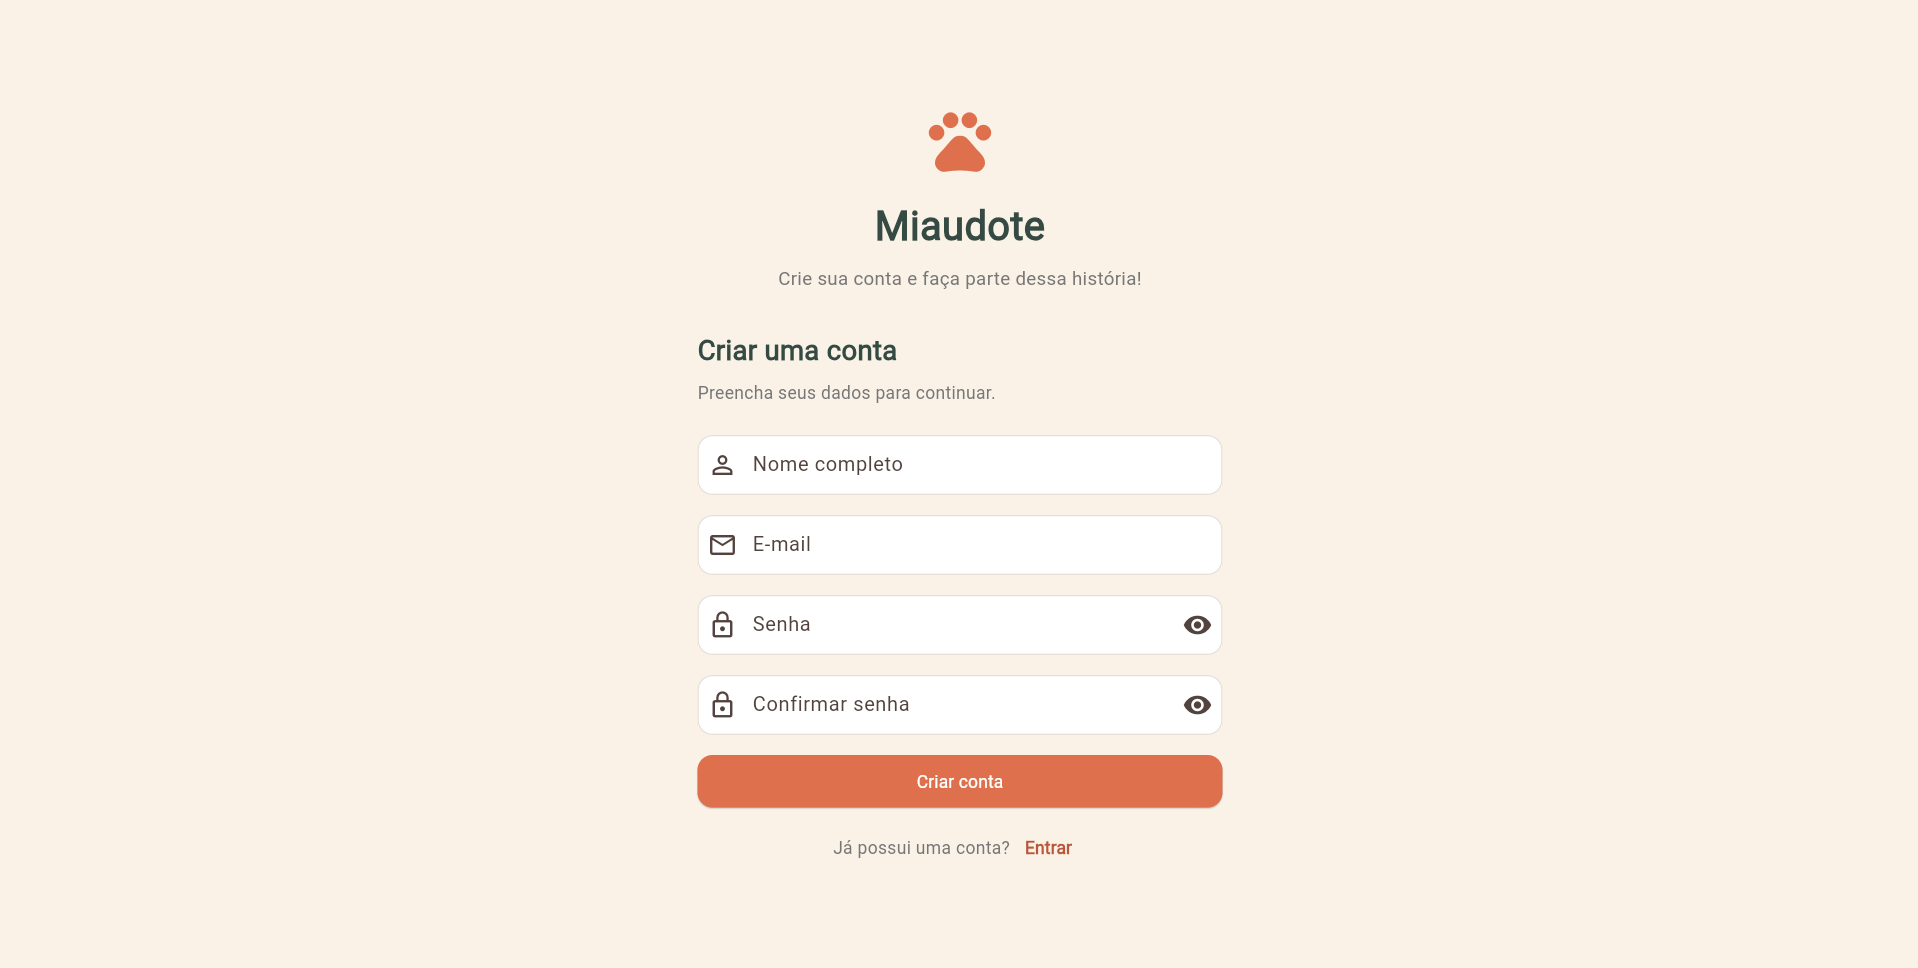 Miaudote
Crie sua conta e faça parte dessa história!
Criar uma conta
Preencha seus dados para continuar.
Nome completo
E-mail
Senha
Confirmar senha
Criar conta
Já possui uma conta? Entrar